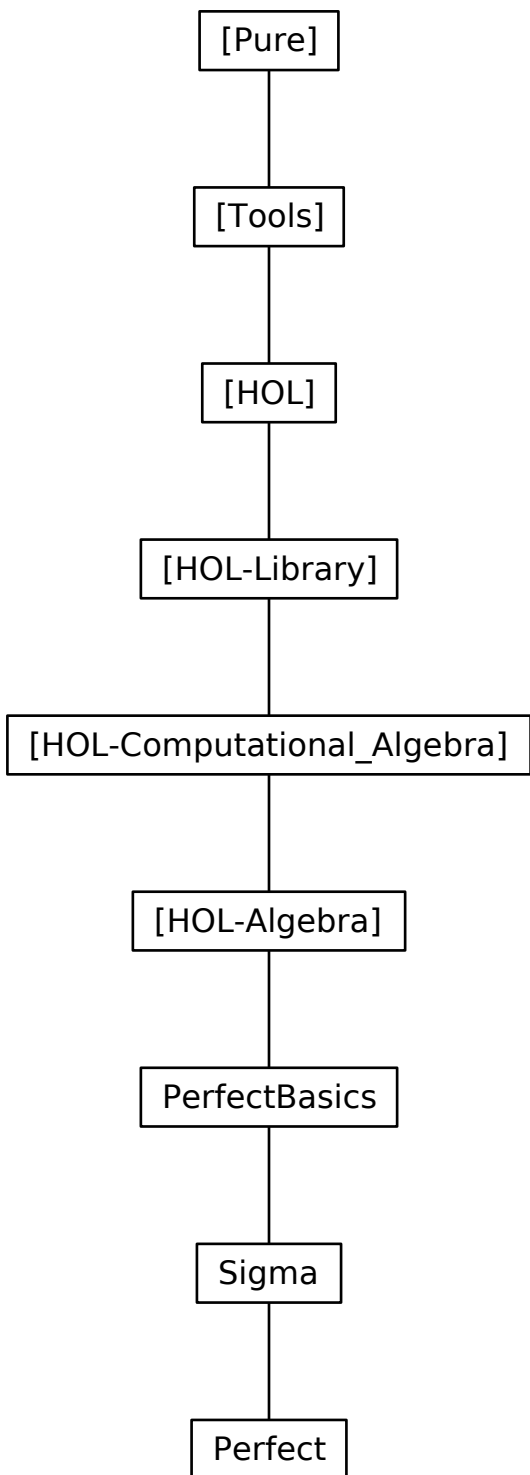 [Pure]
[Tools]
[HOL]
[HOL-Library]
[HOL-Computational_Algebra]
[HOL-Algebra]
PerfectBasics
Sigma
Perfect